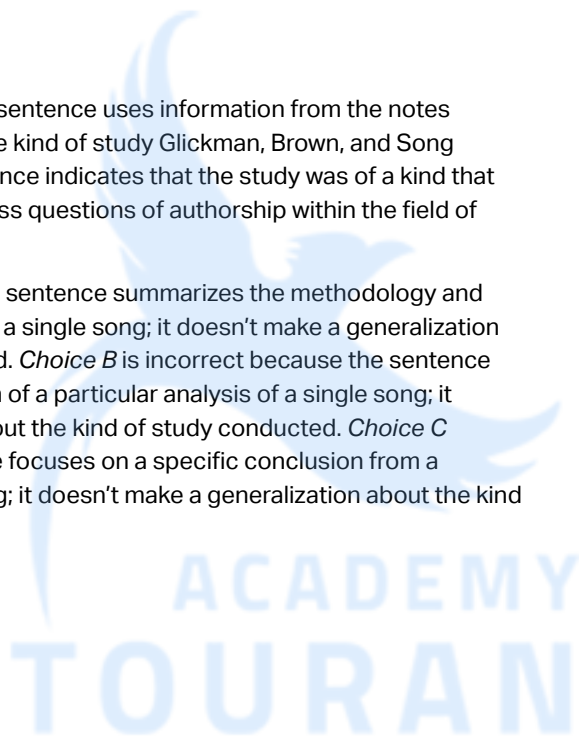 sentence uses information from the notes
e kind of study Glickman, Brown, and Song
nce indicates that the study was of a kind that
ss questions of authorship within the field of
sentence summarizes the methodology and
a single song; it doesn't make a generalization
d. Choice B is incorrect because the sentence
of a particular analysis of a single song; it
out the kind of study conducted. Choice C
e focuses on a specific conclusion from a
g; it doesn't make a generalization about the kind
ACADEMY
TOURAN